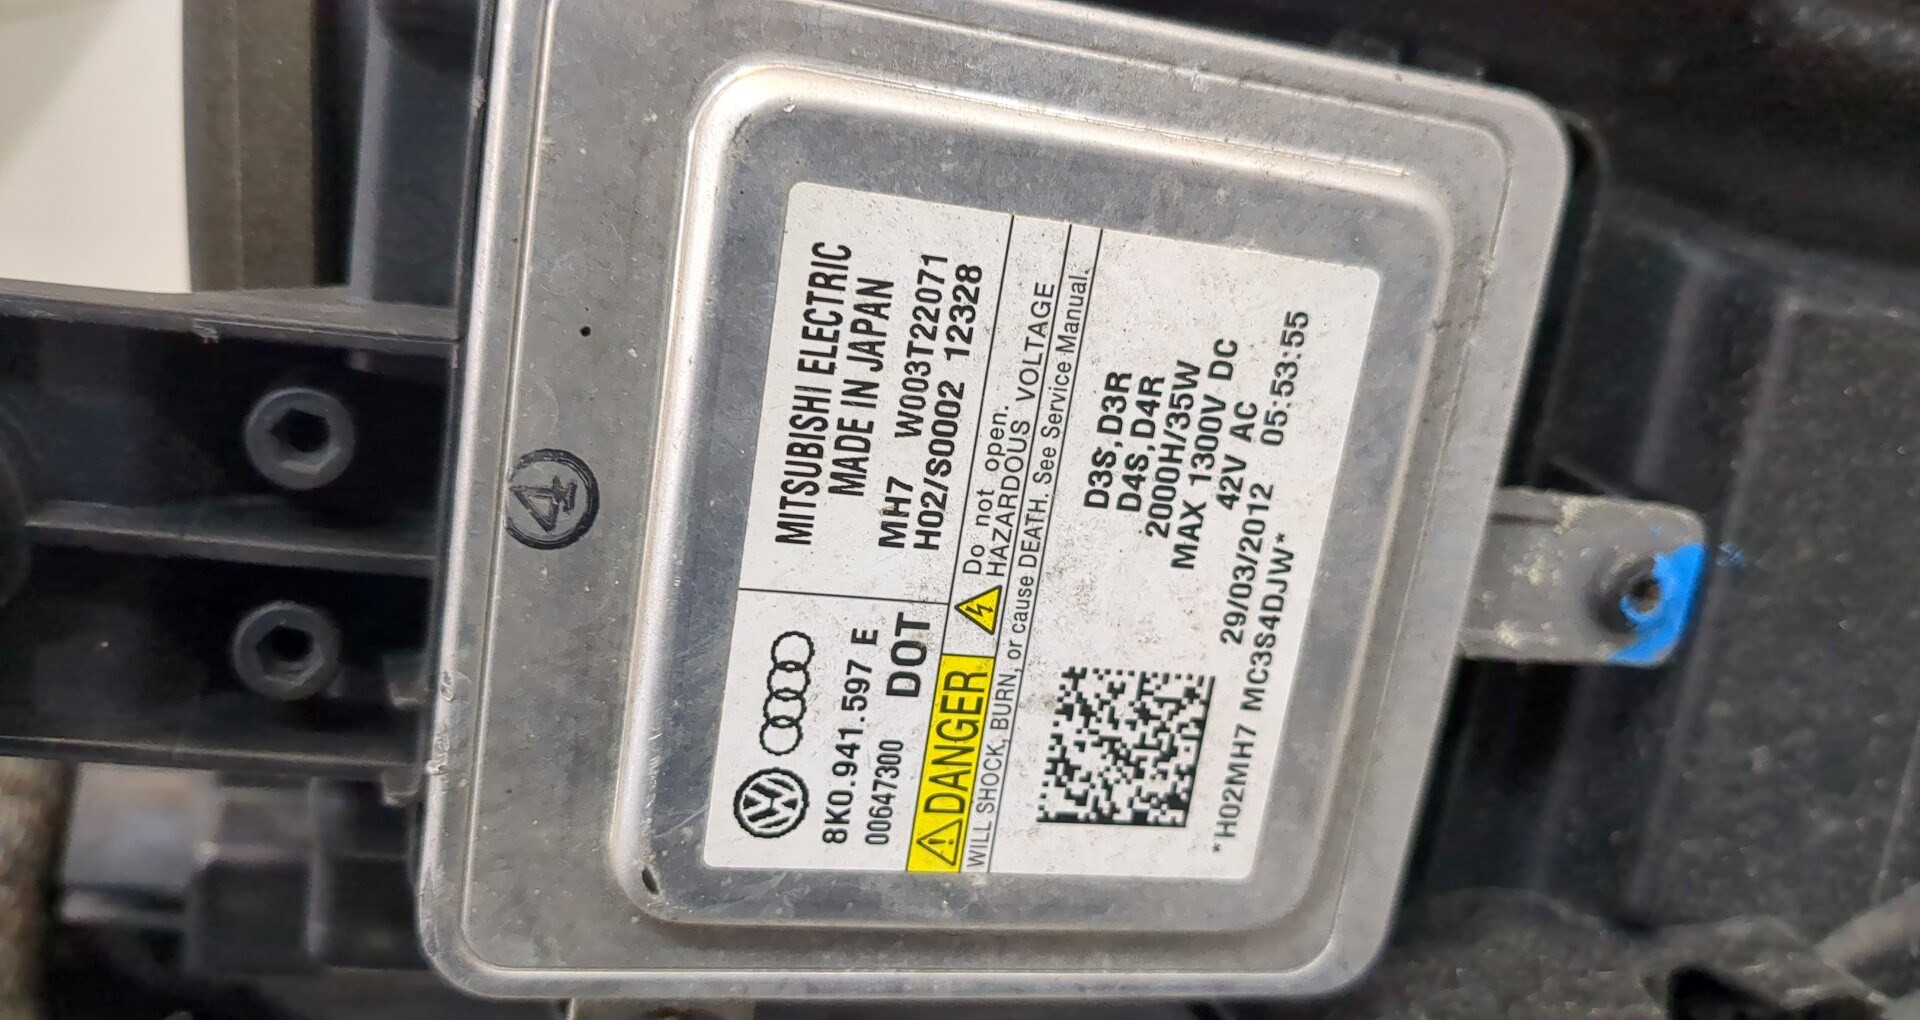 4
MITSUBISHI ELECTRIC
MADE IN JAPAN
MH7 W003T22071
H02/S0002 12328
8K0.941.597 E
00647300 DOT
DANGER Do not open.
HAZARDOUS VOLTAGE
WILL SHOCK, BURN, or cause DEATH. See Service Manual.
D3S,D3R
D4S,D4R
2000H/35W
MAX 1300V DC
42V AC
29/03/2012 05:53:55
*H02MH7 MC3S4DJW*